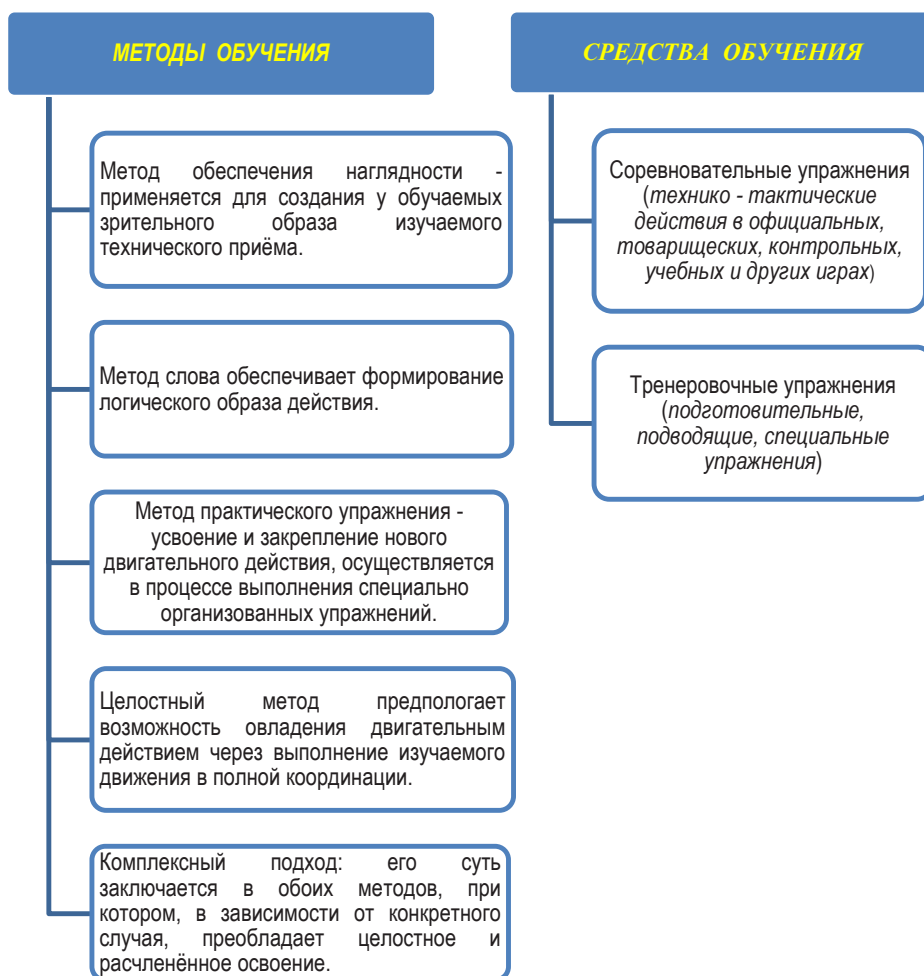 МЕТОДЫ ОБУЧЕНИЯ
Метод обеспечения наглядности -
применяется для создания у обучаемых
зрительного образа изучаемого
технического приёма.
Метод слова обеспечивает формирование
логического образа действия.
Метод практического упражнения -
усвоение и закрепление нового
двигательного действия, осуществляется
в процессе выполнения специально
организованных упражнений.
Целостный метод предпологает
возможность овладения двигательным
действием через выполнение изучаемого
движения в полной координации.
Комплексный подход: его суть
заключается в обоих методов, при
котором, в зависимости от конкретного
случая, преобладает целостное и
расчленённое освоение.
СРЕДСТВА ОБУЧЕНИЯ
Соревновательные упражнения
(технико - тактические
действия в официальных,
товарищеских, контрольных,
учебных и других играх)
Тренеровочные упражнения
(подготовительные,
подводящие, специальные
упражнения)